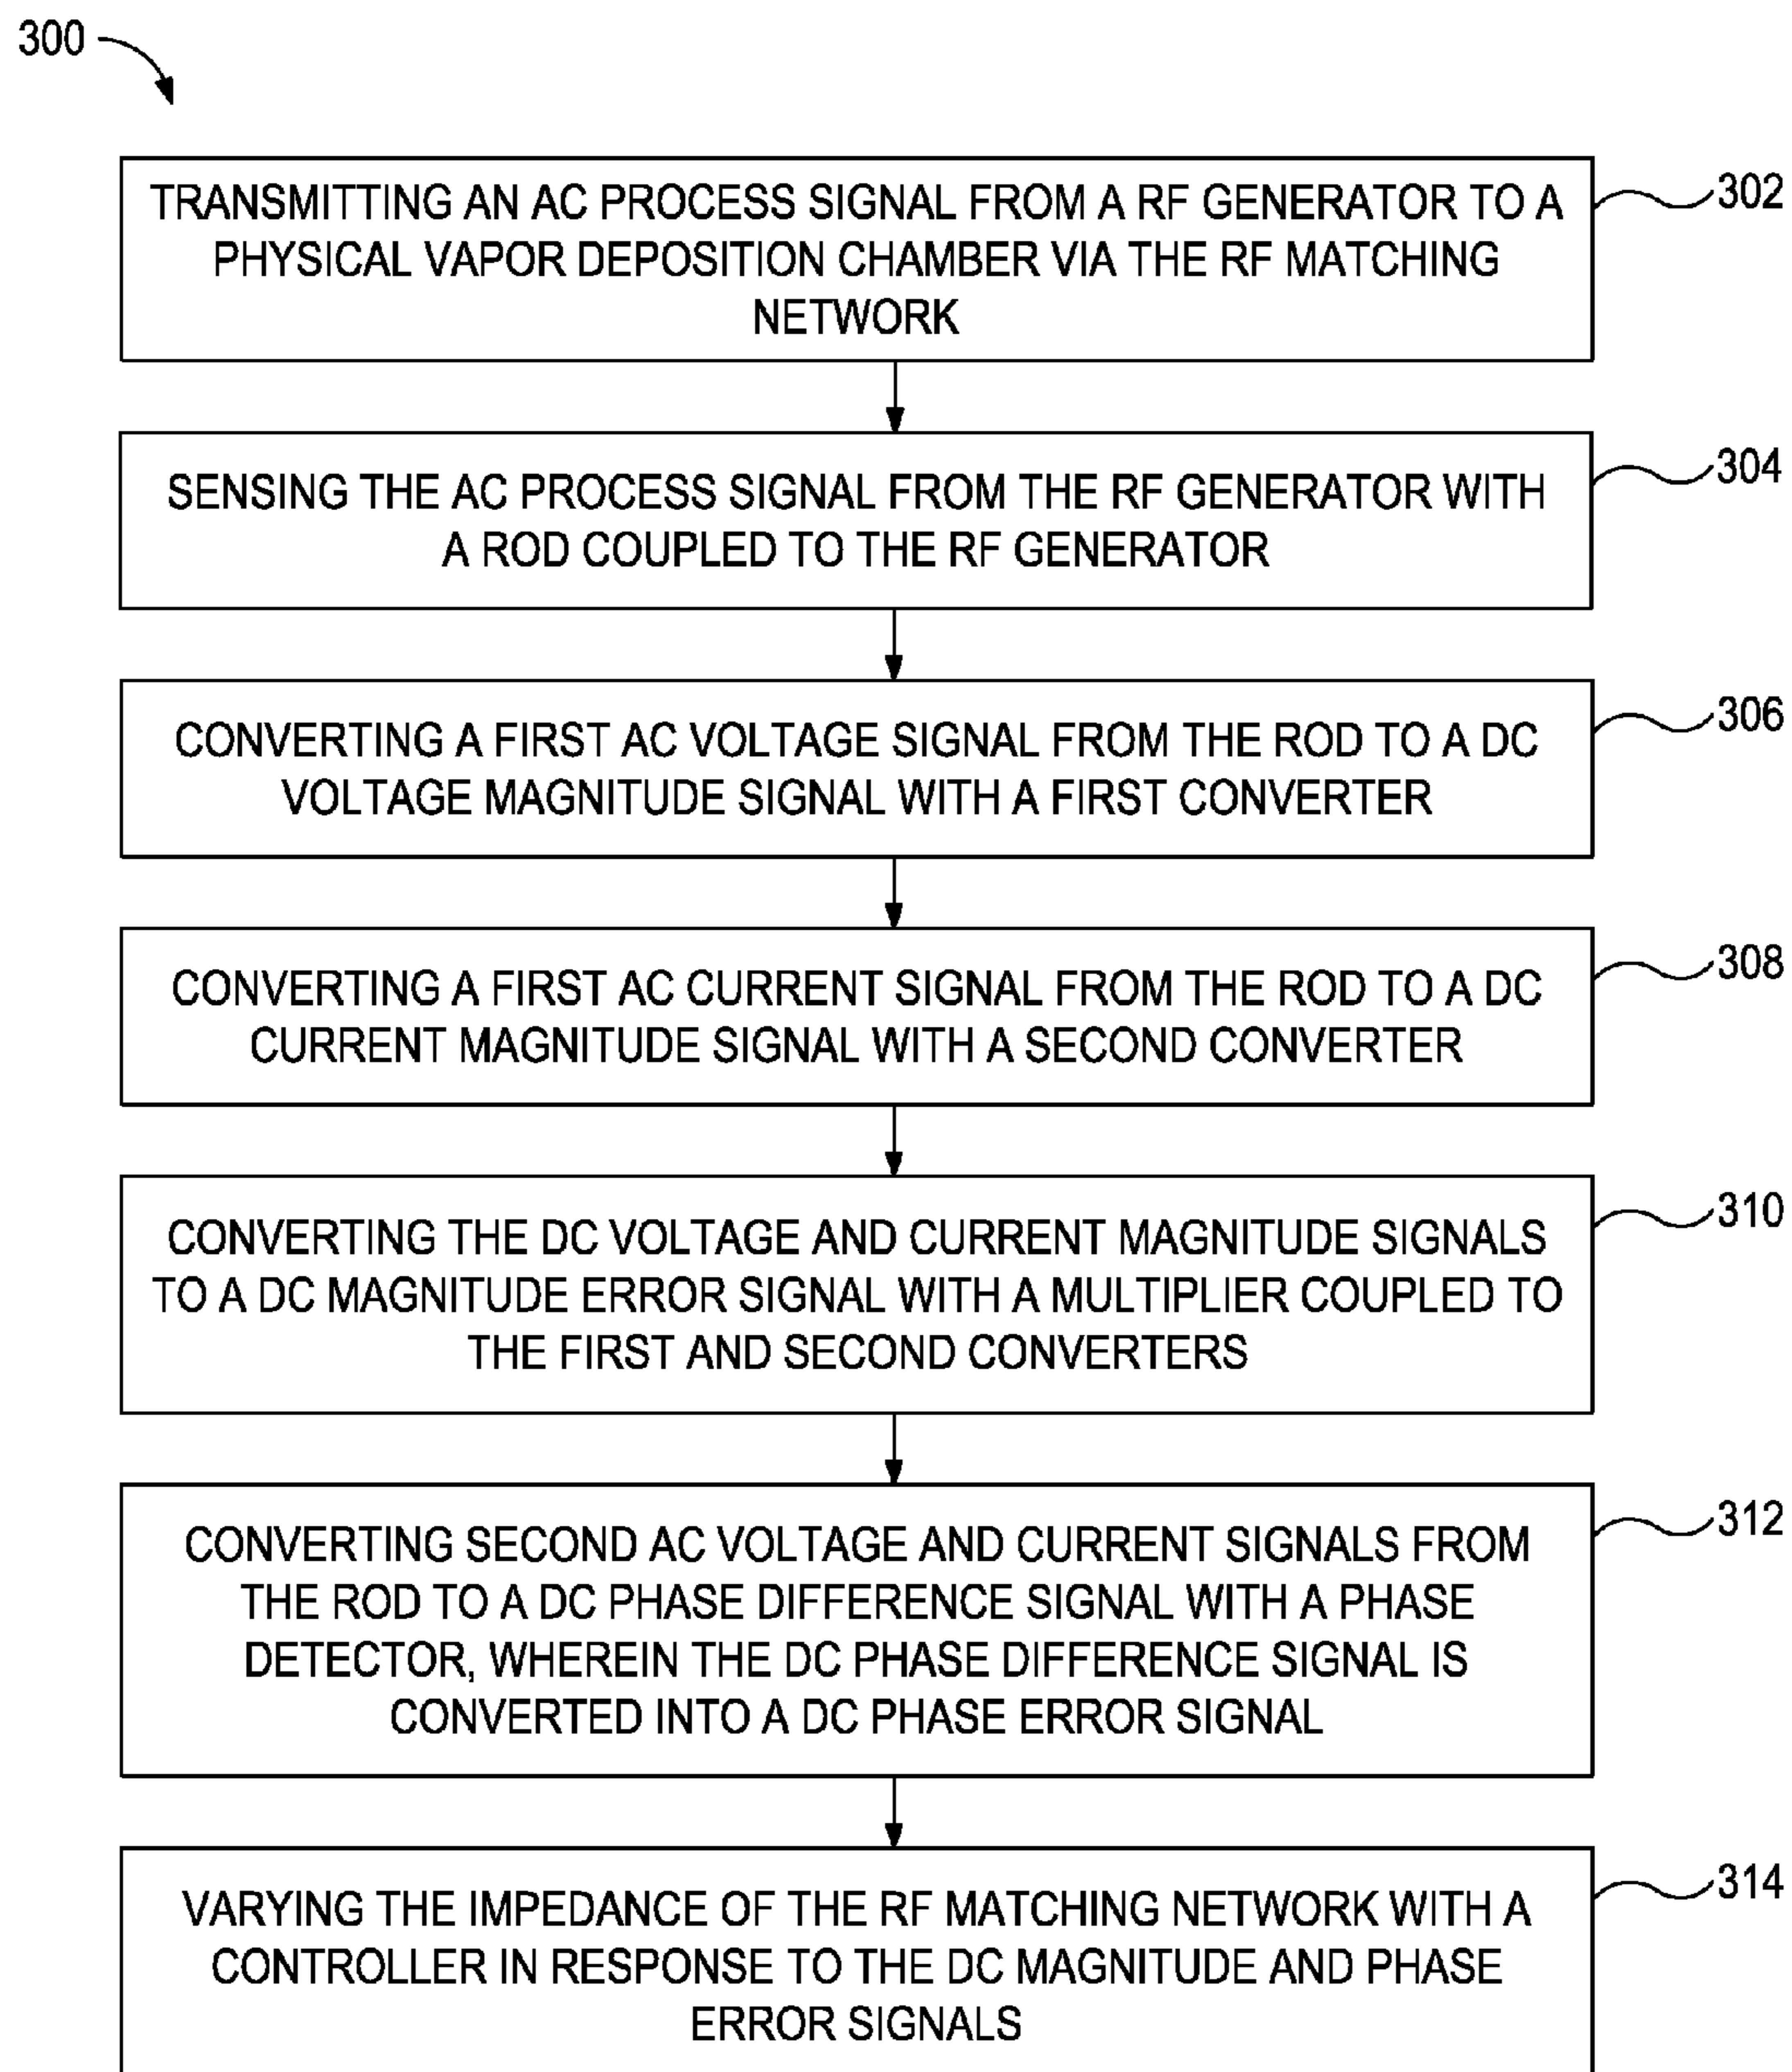 300
TRANSMITTING AN AC PROCESS SIGNAL FROM A RF GENERATOR TO A
PHYSICAL VAPOR DEPOSITION CHAMBER VIA THE RF MATCHING
NETWORK
302
SENSING THE AC PROCESS SIGNAL FROM THE RF GENERATOR WITH
A ROD COUPLED TO THE RF GENERATOR
304
CONVERTING A FIRST AC VOLTAGE SIGNAL FROM THE ROD TO A DC
VOLTAGE MAGNITUDE SIGNAL WITH A FIRST CONVERTER
306
CONVERTING A FIRST AC CURRENT SIGNAL FROM THE ROD TO A DC
CURRENT MAGNITUDE SIGNAL WITH A SECOND CONVERTER
308
CONVERTING THE DC VOLTAGE AND CURRENT MAGNITUDE SIGNALS
TO A DC MAGNITUDE ERROR SIGNAL WITH A MULTIPLIER COUPLED TO
THE FIRST AND SECOND CONVERTERS
310
CONVERTING SECOND AC VOLTAGE AND CURRENT SIGNALS FROM
THE ROD TO A DC PHASE DIFFERENCE SIGNAL WITH A PHASE
DETECTOR, WHEREIN THE DC PHASE DIFFERENCE SIGNAL IS
CONVERTED INTO A DC PHASE ERROR SIGNAL
312
VARYING THE IMPEDANCE OF THE RF MATCHING NETWORK WITH A
CONTROLLER IN RESPONSE TO THE DC MAGNITUDE AND PHASE
ERROR SIGNALS
314